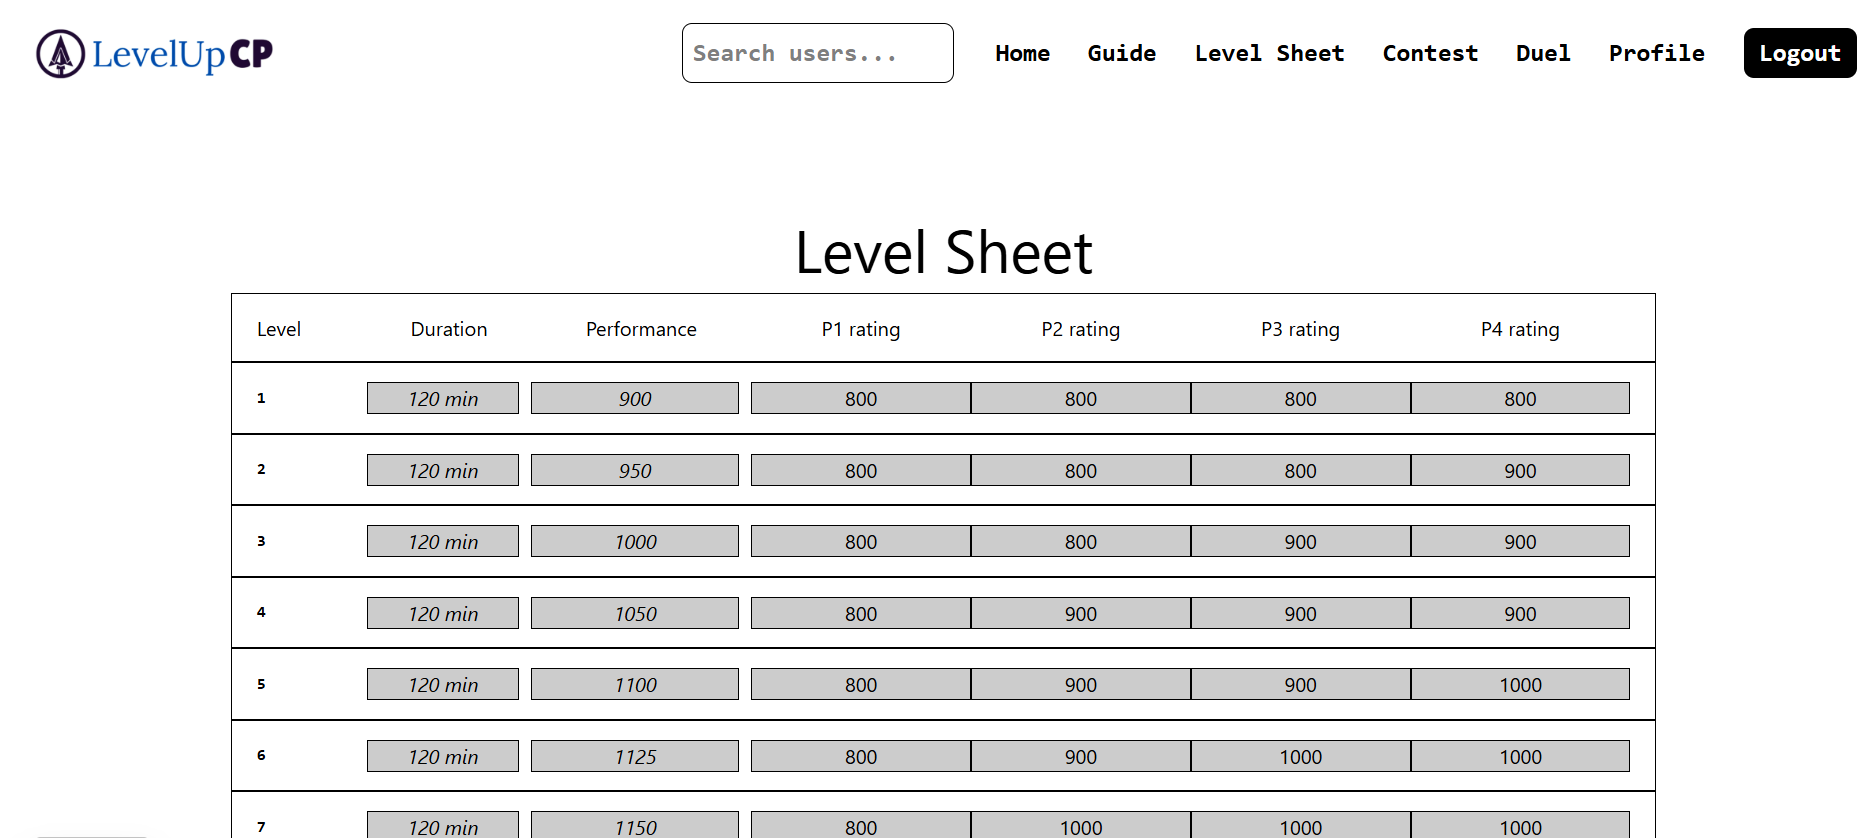 LevelUp CP Search users... Home Guide Level Sheet Contest Duel Profile Logout
Level Sheet
Level Duration Performance P1 rating P2 rating P3 rating P4 rating
1 120 min 900 800 800 800 800
2 120 min 950 800 800 800 900
3 120 min 1000 800 800 900 900
4 120 min 1050 800 900 900 900
5 120 min 1100 800 900 900 1000
6 120 min 1125 800 900 1000 1000
7 120 min 1150 800 1000 1000 1000